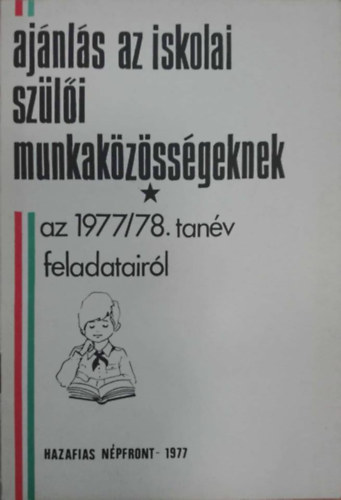 ajánlás az iskolai
szülői
munkaközösségeknek
az 1977/78. tanév
feladatairól
HAZAFIAS NÉPFRONT - 1977